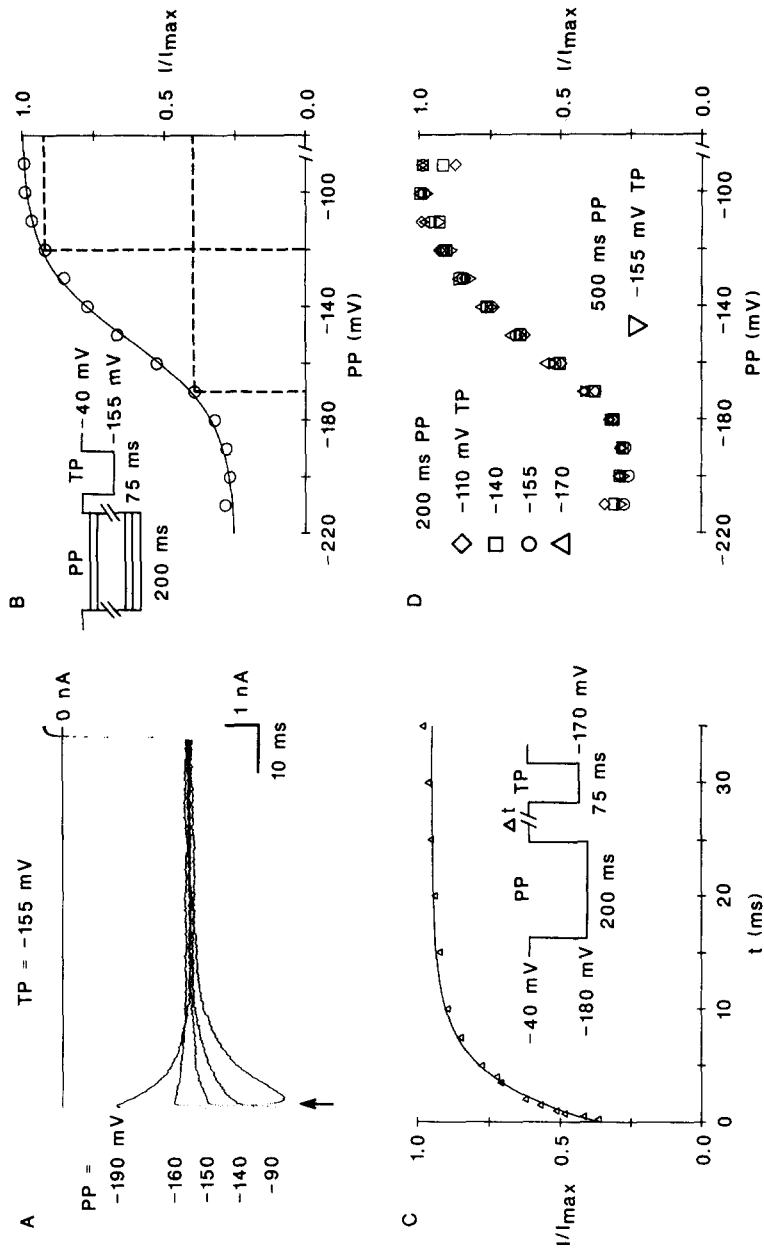 A
TP = −155 mV
0 nA
PP =
−190 mV
−160
−150
−140
−90
1 nA
10 ms
B
PP
TP
−40 mV
−155 mV
200 ms
75 ms
I/Imax
1.0
0.5
0.0
−220
−180
−140
−100
PP (mV)
C
I/Imax
1.0
0.5
0.0
PP
Δt
TP
−40 mV
−180 mV
−170 mV
200 ms
75 ms
0
10
20
30
t (ms)
D
200 ms PP
◇ −110 mV TP
□ −140
○ −155
△ −170
500 ms PP
▽ −155 mV TP
I/Imax
1.0
0.5
0.0
−220
−180
−140
−100
PP (mV)